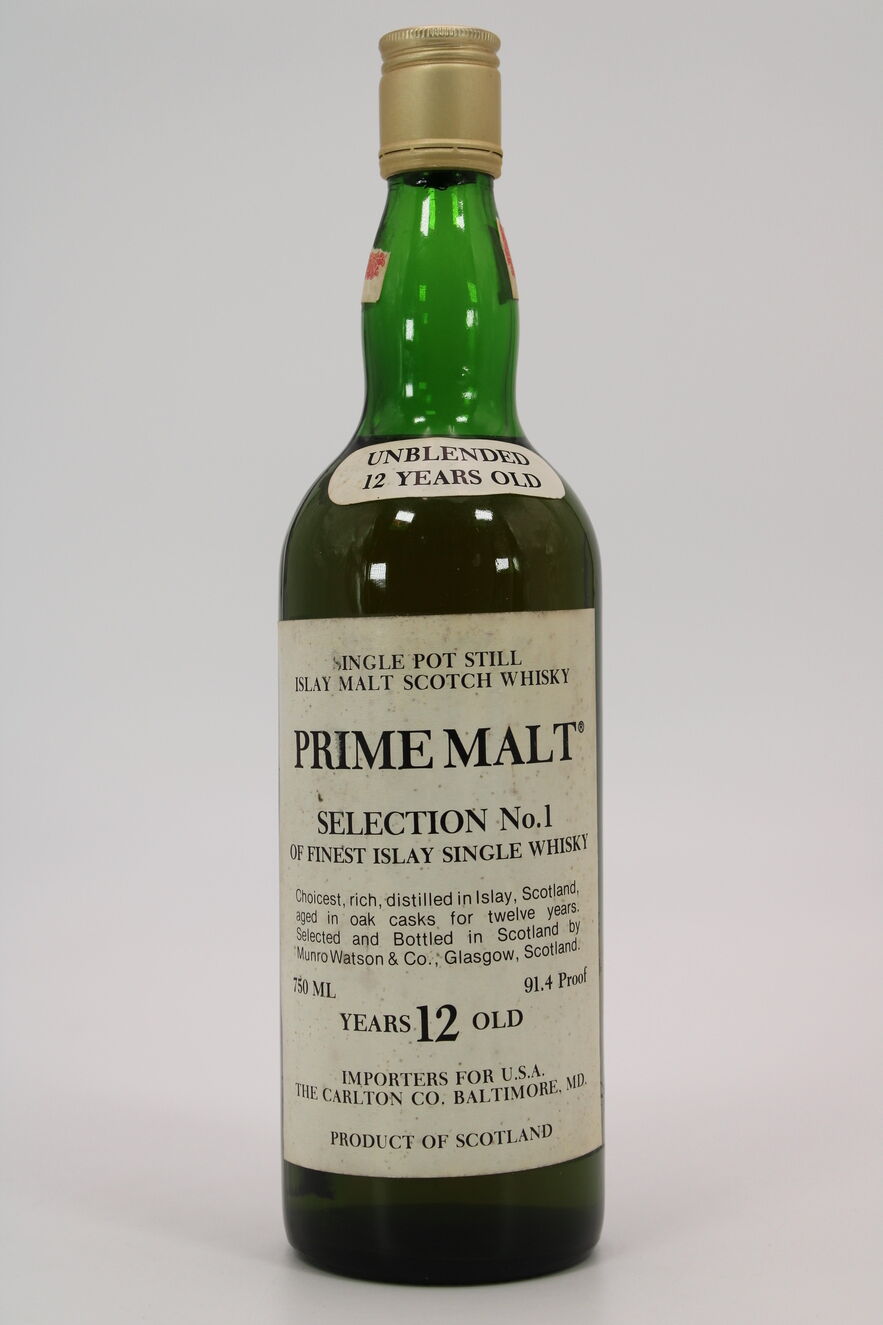 UNBLENDED
12 YEARS OLD
SINGLE POT STILL
ISLAY MALT SCOTCH WHISKY
PRIME MALT®
SELECTION No.1
OF FINEST ISLAY SINGLE WHISKY
Choicest, rich, distilled in Islay, Scotland,
aged in oak casks for twelve years.
Selected and Bottled in Scotland by
Munro Watson & Co., Glasgow, Scotland.
750 ML 91.4 Proof
YEARS 12 OLD
IMPORTERS FOR U.S.A.
THE CARLTON CO. BALTIMORE, MD.
PRODUCT OF SCOTLAND